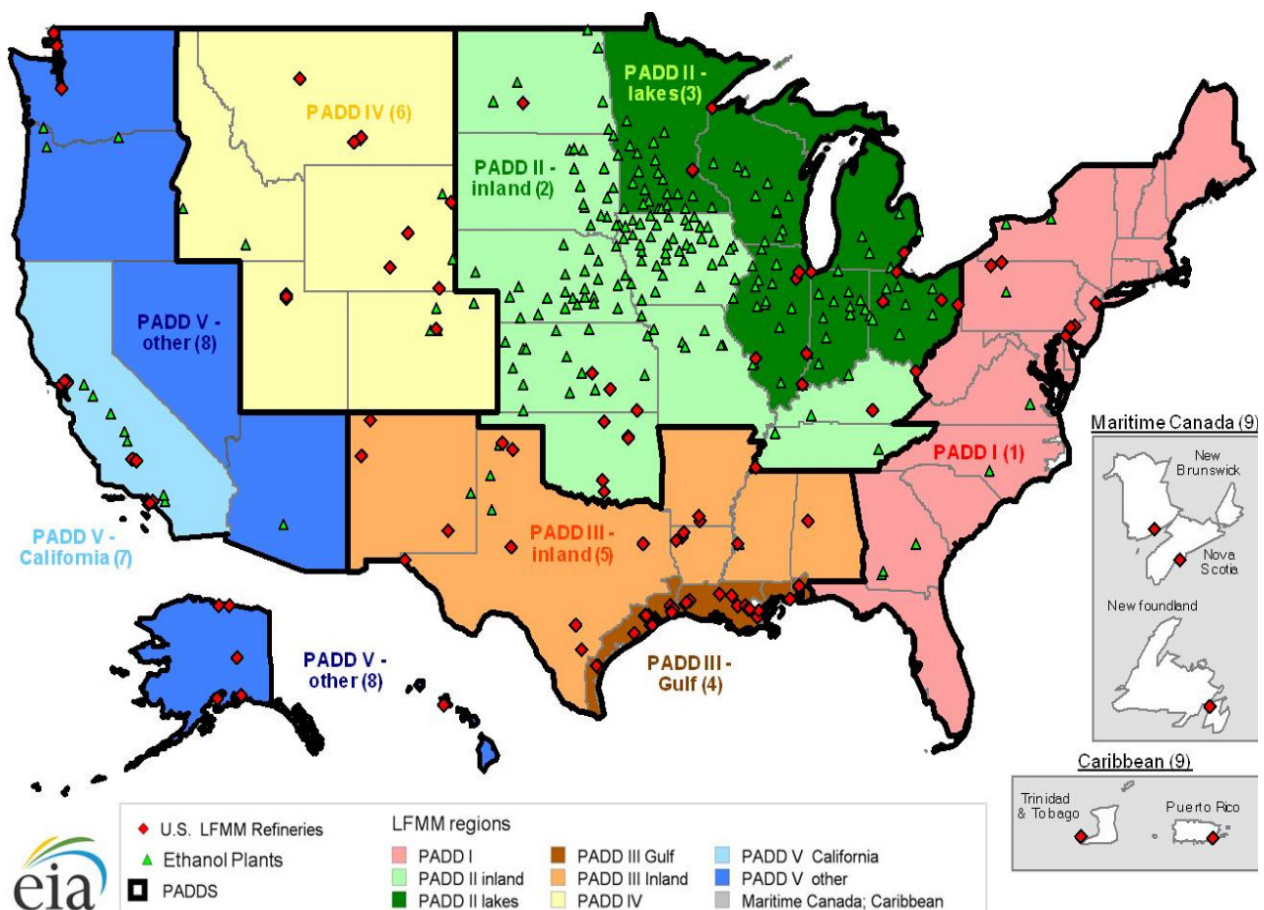 PADD II -
lakes (3)
PADD IV (6)
PADD II -
inland (2)
PADD V -
other (8)
Maritime Canada (9)
New
Brunswick
PADD I (1)
PADD V -
California (7)
PADD III -
inland (5)
Nova
Scotia
New foundland
PADD V -
other (8)
PADD III -
Gulf (4)
Caribbean (9)
Trinidad
& Tobago
Puerto Rico
eia
U.S. LFMM Refineries
Ethanol Plants
PADDS
LFMM regions
PADD I
PADD II inland
PADD II lakes
PADD III Gulf
PADD III Inland
PADD IV
PADD V California
PADD V other
Maritime Canada; Caribbean